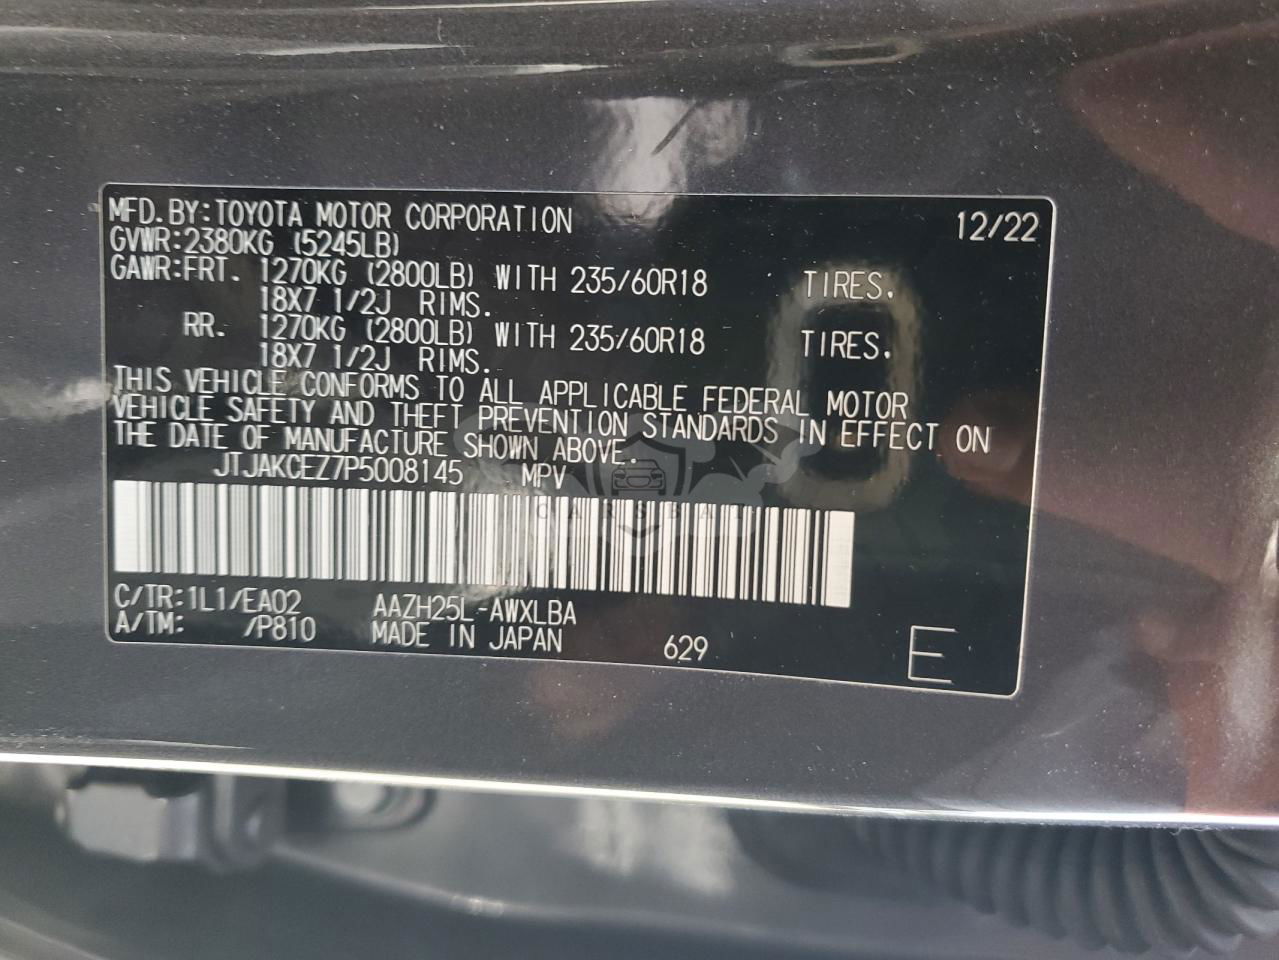 MFD.BY:TOYOTA MOTOR CORPORATION 12/22
GVWR:2380KG (5245LB)
GAWR:FRT. 1270KG (2800LB) WITH 235/60R18 TIRES.
18X7 1/2J RIMS.
RR. 1270KG (2800LB) WITH 235/60R18 TIRES.
18X7 1/2J RIMS.
THIS VEHICLE CONFORMS TO ALL APPLICABLE FEDERAL MOTOR
VEHICLE SAFETY AND THEFT PREVENTION STANDARDS IN EFFECT ON
THE DATE OF MANUFACTURE SHOWN ABOVE.
JTJAKCEZ7P5008145 MPV
CARSBA
C/TR:1L1/EA02 AAZH25L-AWXLBA
A/TM: /P810 MADE IN JAPAN 629 E